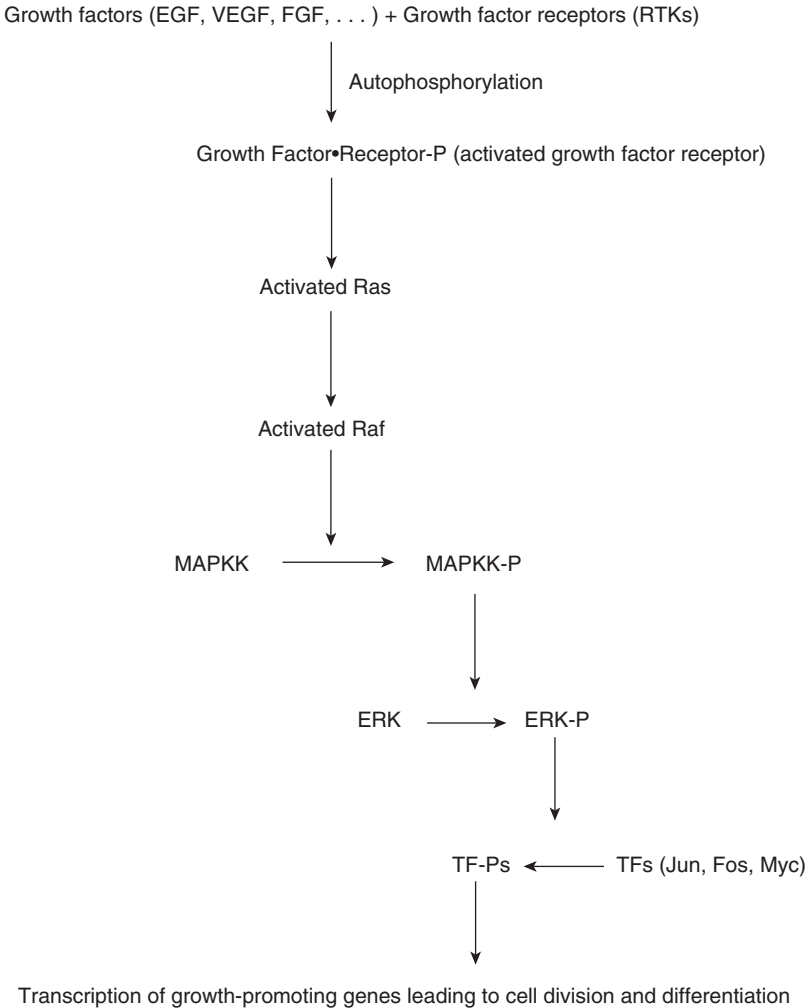 Growth factors (EGF, VEGF, FGF, . . . ) + Growth factor receptors (RTKs)
Autophosphorylation
Growth Factor•Receptor-P (activated growth factor receptor)
Activated Ras
Activated Raf
MAPKK MAPKK-P
ERK ERK-P
TF-Ps TFs (Jun, Fos, Myc)
Transcription of growth-promoting genes leading to cell division and differentiation